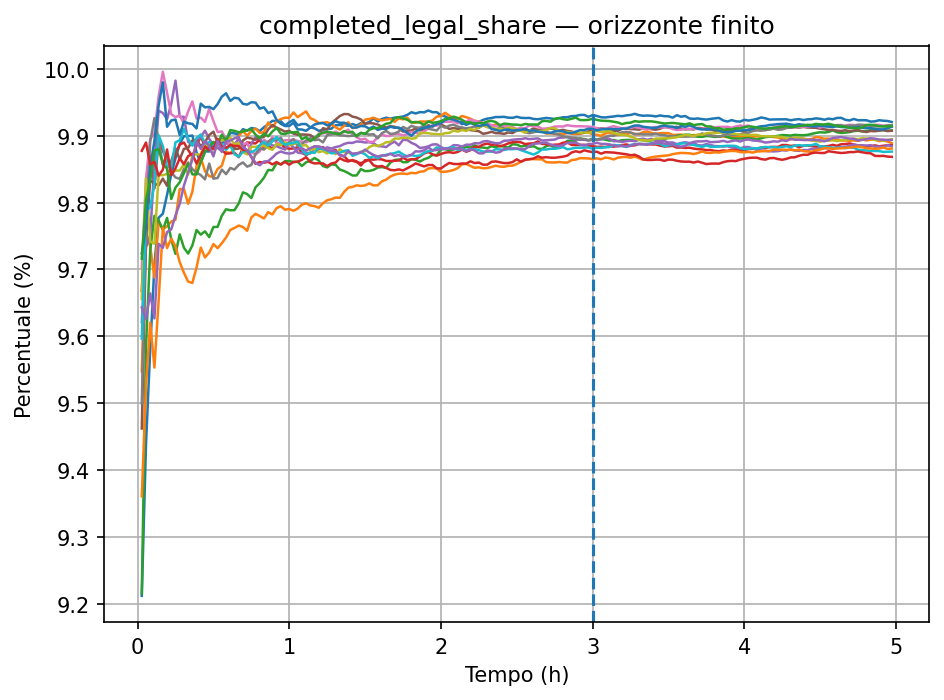 completed_legal_share — orizzonte finito
Percentuale (%)
10.0
9.9
9.8
9.7
9.6
9.5
9.4
9.3
9.2
0 1 2 3 4 5
Tempo (h)